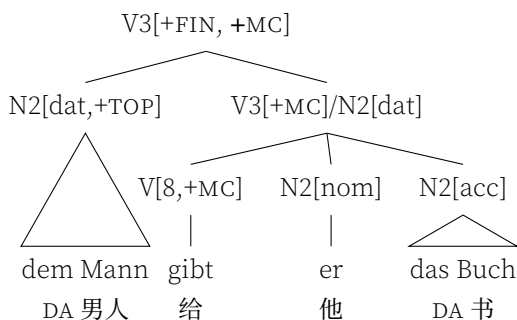 V3[+FIN, +MC]
N2[dat,+TOP] V3[+MC]/N2[dat]
V[8,+MC] N2[nom] N2[acc]
dem Mann gibt er das Buch
DA 男人 给 他 DA 书